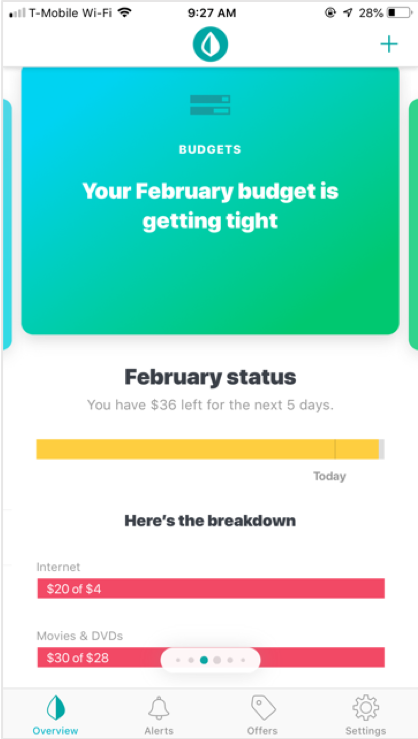 T-Mobile Wi-Fi 9:27 AM 28%
BUDGETS
Your February budget is
getting tight
February status
You have $36 left for the next 5 days.
Today
Here's the breakdown
Internet
$20 of $4
Movies & DVDs
$30 of $28
Overview Alerts Offers Settings